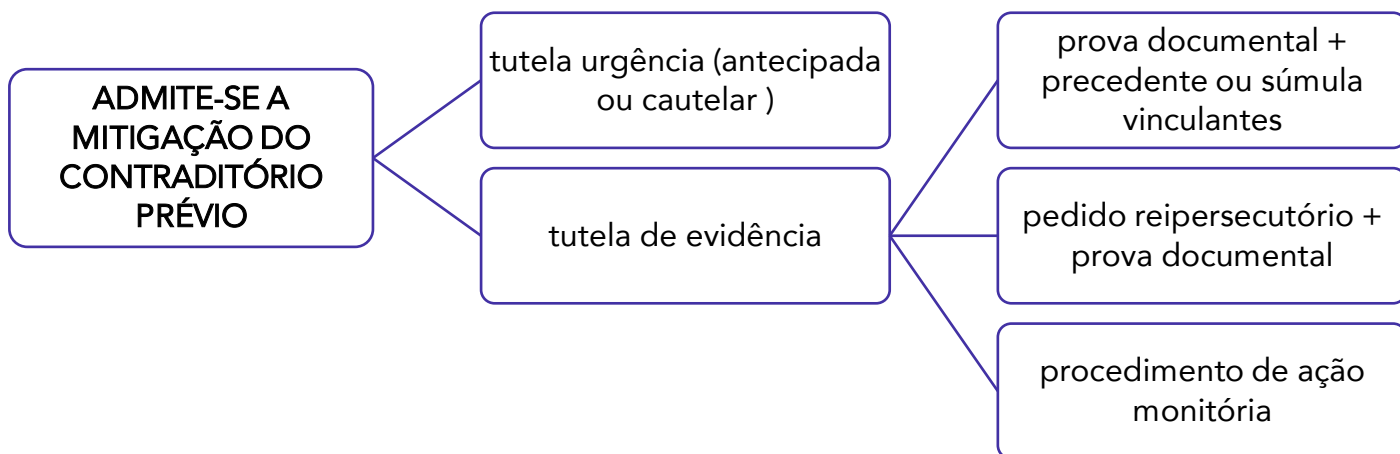 ADMITE-SE A
MITIGAÇÃO DO
CONTRADITÓRIO
PRÉVIO
tutela urgência (antecipada
ou cautelar )
tutela de evidência
prova documental +
precedente ou súmula
vinculantes
pedido reipersecutório +
prova documental
procedimento de ação
monitória